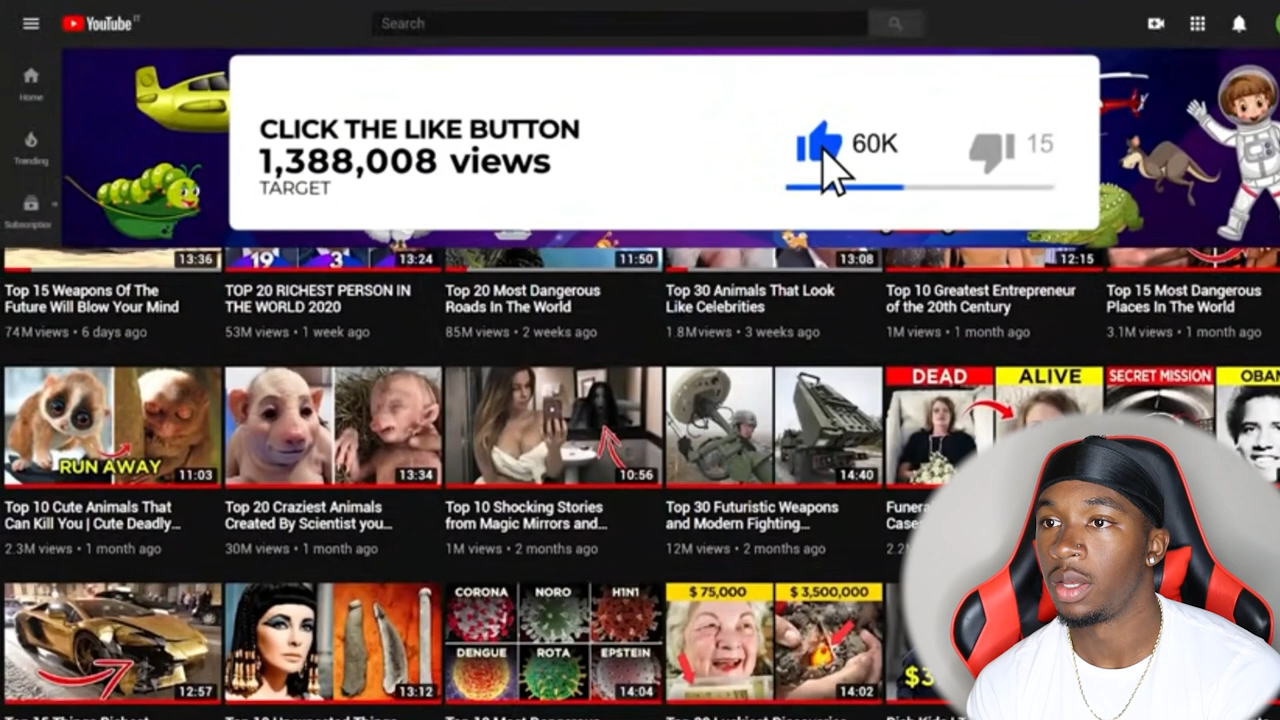 YouTube IT
Search
Home
Trending
CLICK THE LIKE BUTTON
1,388,008 views
TARGET
60K
15
13:36
19
3
13:24
11:50
13:08
12:15
Top 15 Weapons Of The
Future Will Blow Your Mind
74M views • 6 days ago
TOP 20 RICHEST PERSON IN
THE WORLD 2020
53M views • 1 week ago
Top 20 Most Dangerous
Roads In The World
85M views • 2 weeks ago
Top 30 Animals That Look
Like Celebrities
1.8M views • 3 weeks ago
Top 10 Greatest Entrepreneur
of the 20th Century
1M views • 1 month ago
Top 15 Most Dangerous
Places In The World
3.1M views • 1 month ago
RUN AWAY
11:03
13:34
10:56
14:40
DEAD
ALIVE
SECRET MISSION
OBAM
Top 10 Cute Animals That
Can Kill You | Cute Deadly...
2.3M views • 1 month ago
Top 20 Craziest Animals
Created By Scientist you...
30M views • 1 month ago
Top 10 Shocking Stories
from Magic Mirrors and...
1M views • 2 months ago
Top 30 Futuristic Weapons
and Modern Fighting...
12M views • 2 months ago
Funera
Case
2.2
12:57
13:12
CORONA
NORO
H1N1
DENGUE
ROTA
EPSTEIN
14:04
$ 75,000
$ 3,500,000
14:02
$3